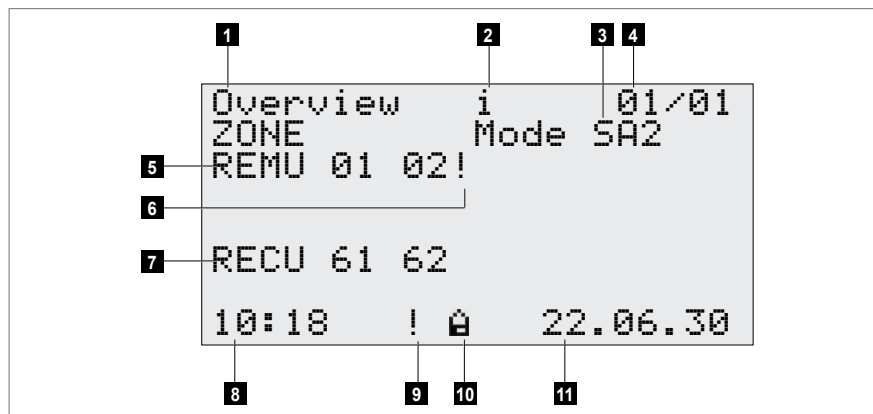 1 2 3 4
Overview i 01/01
ZONE Mode SA2
5 REMU 01 02!
6
7 RECU 61 62
10:18 ! 22.06.30
8 9 10 11